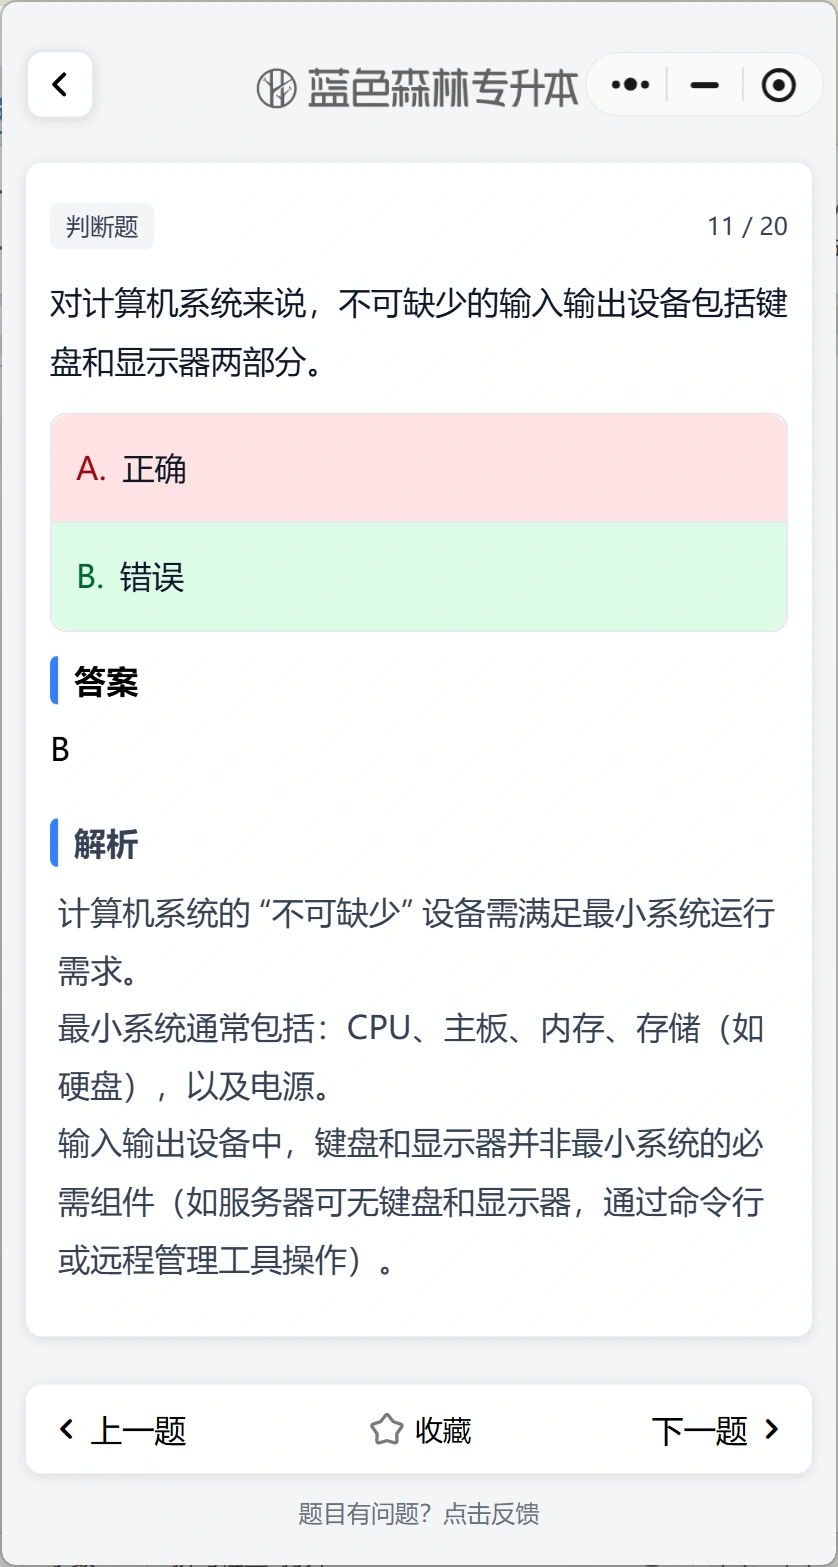 蓝色森林专升本
判断题
11 / 20
对计算机系统来说，不可缺少的输入输出设备包括键
盘和显示器两部分。
A. 正确
B. 错误
答案
B
解析
计算机系统的 “不可缺少” 设备需满足最小系统运行
需求。
最小系统通常包括：CPU、主板、内存、存储（如
硬盘），以及电源。
输入输出设备中，键盘和显示器并非最小系统的必
需组件（如服务器可无键盘和显示器，通过命令行
或远程管理工具操作）。
上一题
收藏
下一题
题目有问题？点击反馈